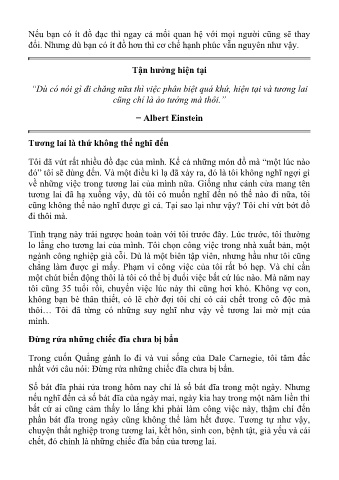 Nếu bạn có ít đồ đạc thì ngay cả mối quan hệ với mọi người cũng sẽ thay
đổi. Nhưng dù bạn có ít đồ hơn thì cơ chế hạnh phúc vẫn nguyên như vậy.
Tận hưởng hiện tại
“Dù có nói gì đi chăng nữa thì việc phân biệt quá khứ, hiện tại và tương lai
cũng chỉ là ảo tưởng mà thôi.”
− Albert Einstein
Tương lai là thứ không thể nghĩ đến
Tôi đã vứt rất nhiều đồ đạc của mình. Kể cả những món đồ mà “một lúc nào
đó” tôi sẽ dùng đến. Và một điều kì lạ đã xảy ra, đó là tôi không nghĩ ngợi gì
về những việc trong tương lai của mình nữa. Giống như cánh cửa mang tên
tương lai đã hạ xuống vậy, dù tôi có muốn nghĩ đến nó thế nào đi nữa, tôi
cũng không thể nào nghĩ được gì cả. Tại sao lại như vậy? Tôi chỉ vứt bớt đồ
đi thôi mà.
Tình trạng này trái ngược hoàn toàn với tôi trước đây. Lúc trước, tôi thường
lo lắng cho tương lai của mình. Tôi chọn công việc trong nhà xuất bản, một
ngành công nghiệp già cỗi. Dù là một biên tập viên, nhưng hầu như tôi cũng
chẳng làm được gì mấy. Phạm vi công việc của tôi rất bó hẹp. Và chỉ cần
một chút biến động thôi là tôi có thể bị đuổi việc bất cứ lúc nào. Mà năm nay
tôi cũng 35 tuổi rồi, chuyển việc lúc này thì cũng hơi khó. Không vợ con,
không bạn bè thân thiết, có lẽ chờ đợi tôi chỉ có cái chết trong cô độc mà
thôi… Tôi đã từng có những suy nghĩ như vậy về tương lai mờ mịt của
mình.
Đừng rửa những chiếc đĩa chưa bị bẩn
Trong cuốn Quẳng gánh lo đi và vui sống của Dale Carnegie, tôi tâm đắc
nhất với câu nói: Đừng rửa những chiếc đĩa chưa bị bẩn.
Số bát đĩa phải rửa trong hôm nay chỉ là số bát đĩa trong một ngày. Nhưng
nếu nghĩ đến cả số bát đĩa của ngày mai, ngày kia hay trong một năm liền thì
bất cứ ai cũng cảm thấy lo lắng khi phải làm công việc này, thậm chí đến
phần bát đĩa trong ngày cũng không thể làm hết được. Tương tự như vậy,
chuyện thất nghiệp trong tương lai, kết hôn, sinh con, bệnh tật, già yếu và cái
chết, đó chính là những chiếc đĩa bẩn của tương lai.